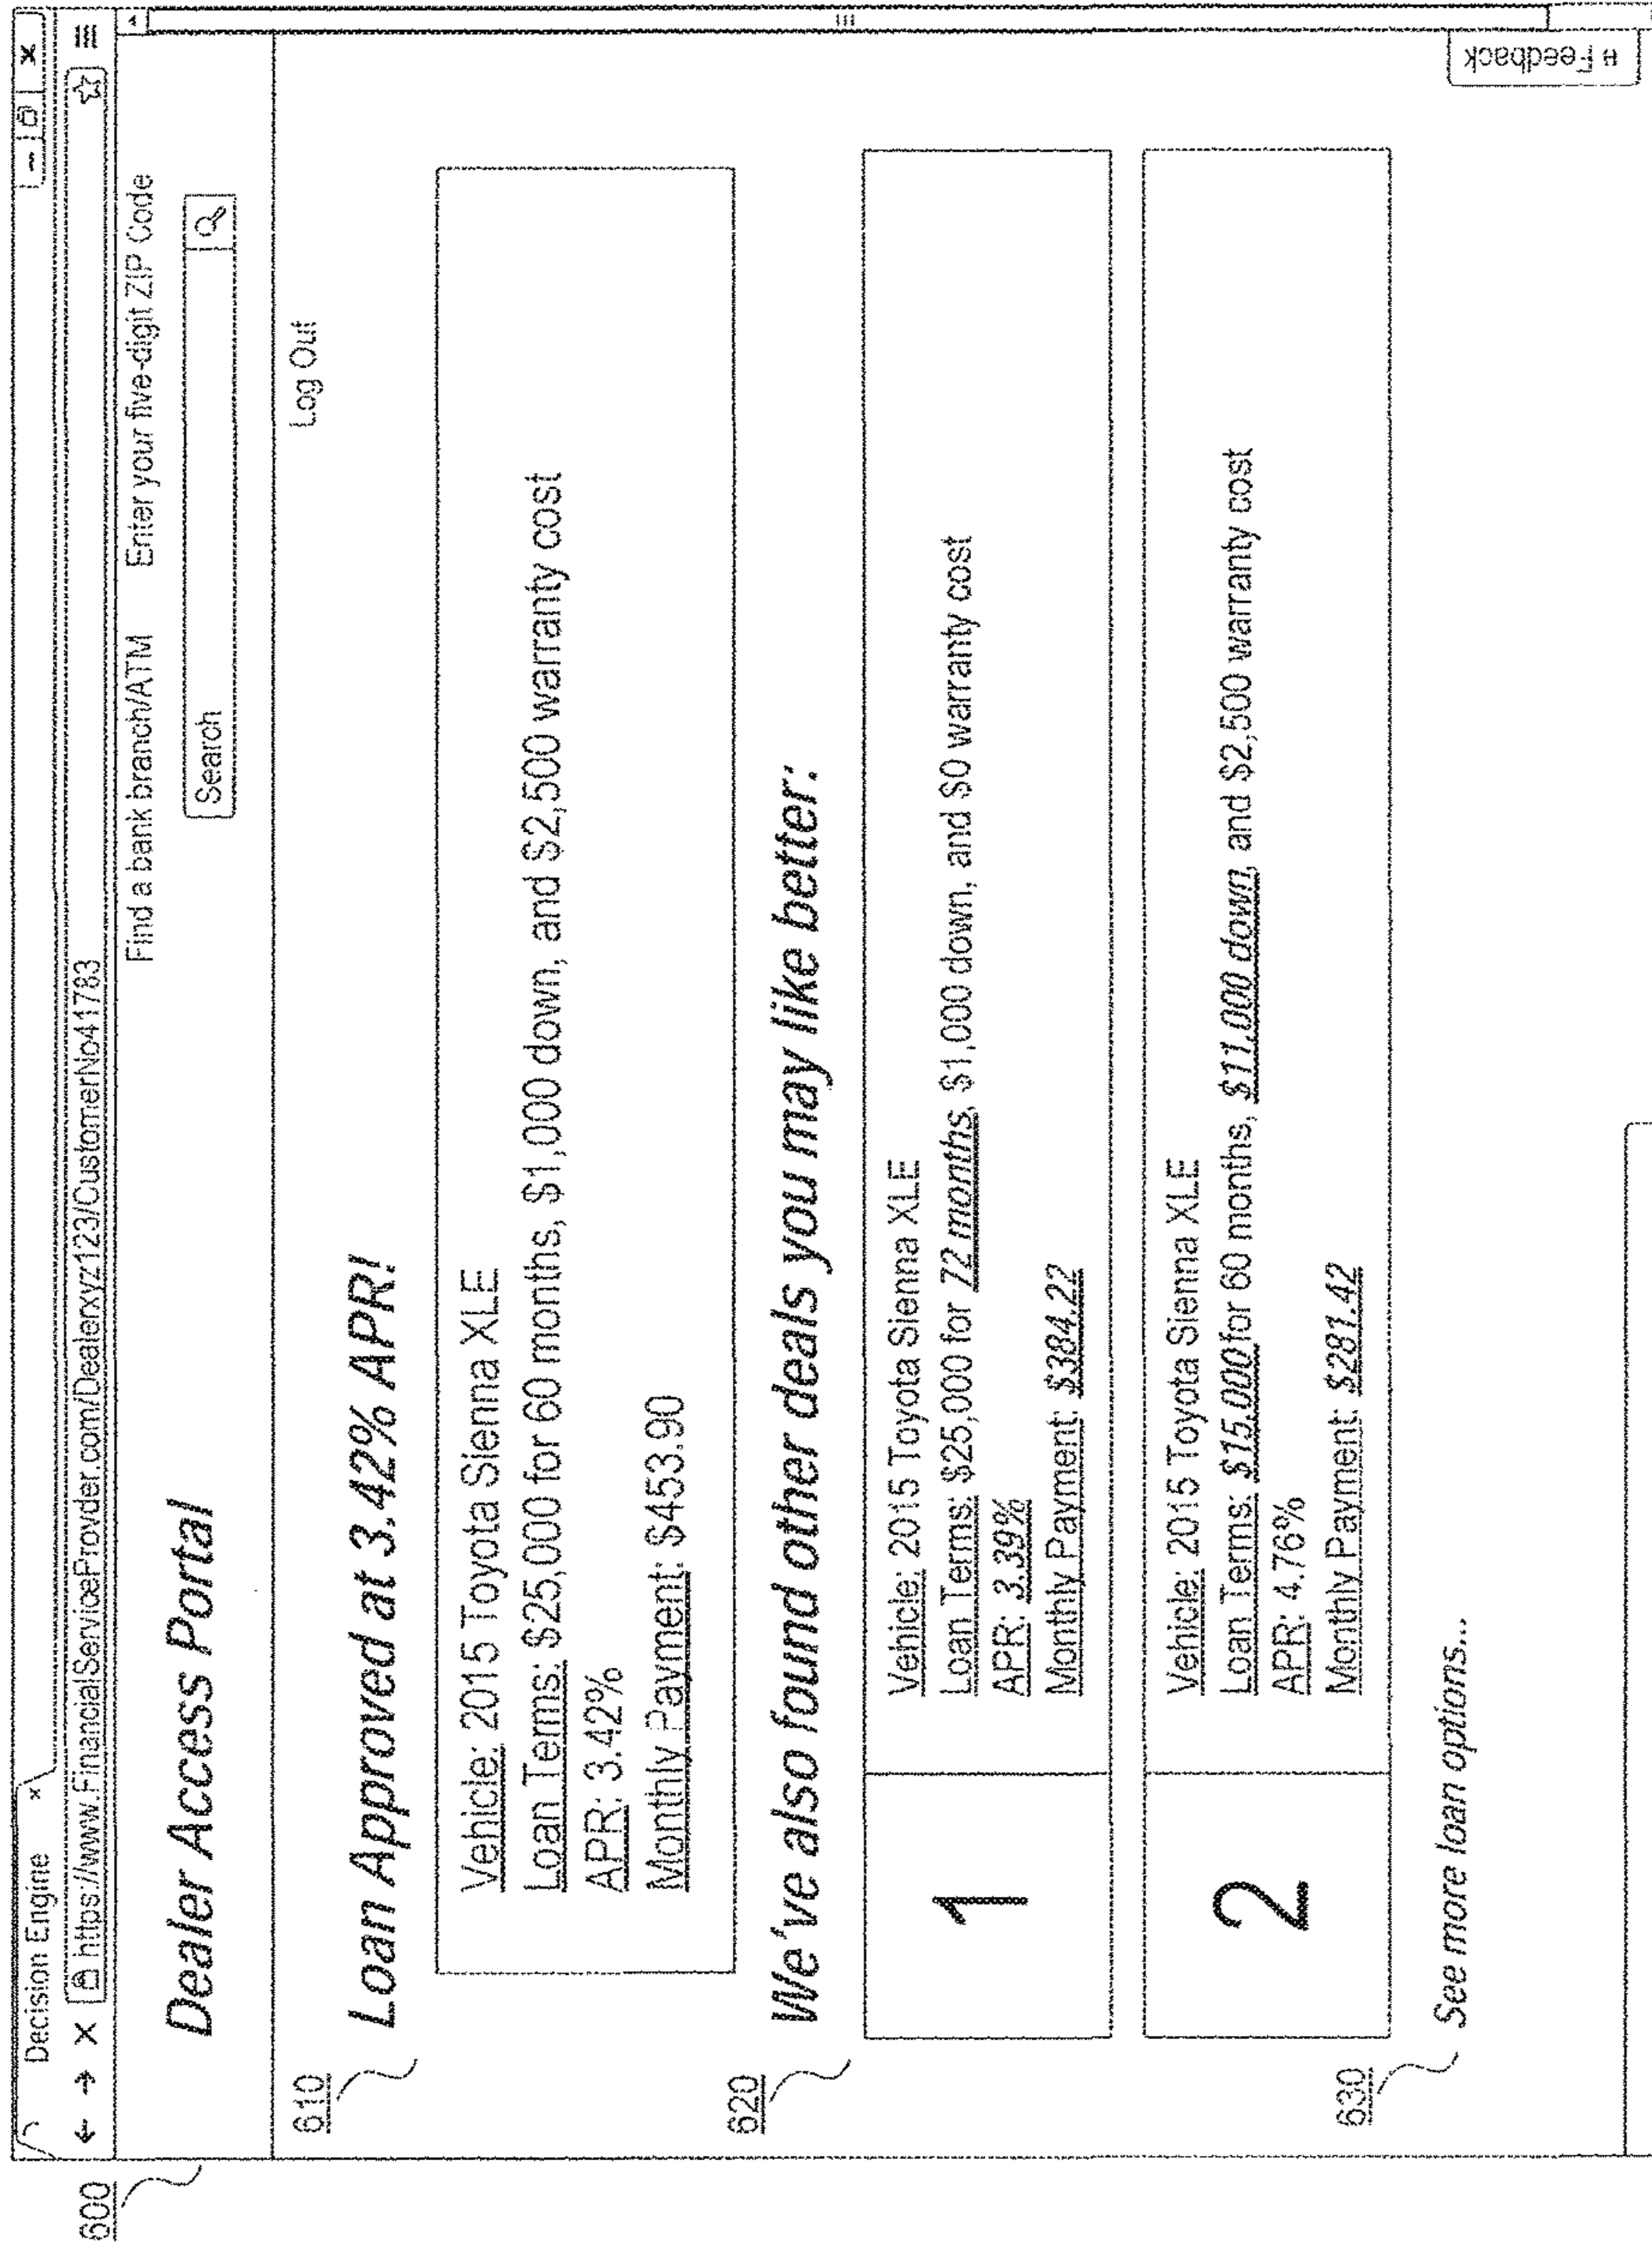 600
Decision Engine x
https://www.FinancialServiceProvder.com/Dealerxyz123/CustomerNo41783
Dealer Access Portal
Find a bank branch/ATM Enter your five-digit ZIP Code
Search
Log Out
610
Loan Approved at 3.42% APR!
Vehicle: 2015 Toyota Sienna XLE
Loan Terms: $25,000 for 60 months, $1,000 down, and $2,500 warranty cost
APR: 3.42%
Monthly Payment: $453.90
620
We've also found other deals you may like better:
1
Vehicle: 2015 Toyota Sienna XLE
Loan Terms: $25,000 for 72 months, $1,000 down, and $0 warranty cost
APR: 3.39%
Monthly Payment: $384.22
2
Vehicle: 2015 Toyota Sienna XLE
Loan Terms: $15,000 for 60 months, $11,000 down, and $2,500 warranty cost
APR: 4.76%
Monthly Payment: $281.42
630
See more loan options...
Feedback